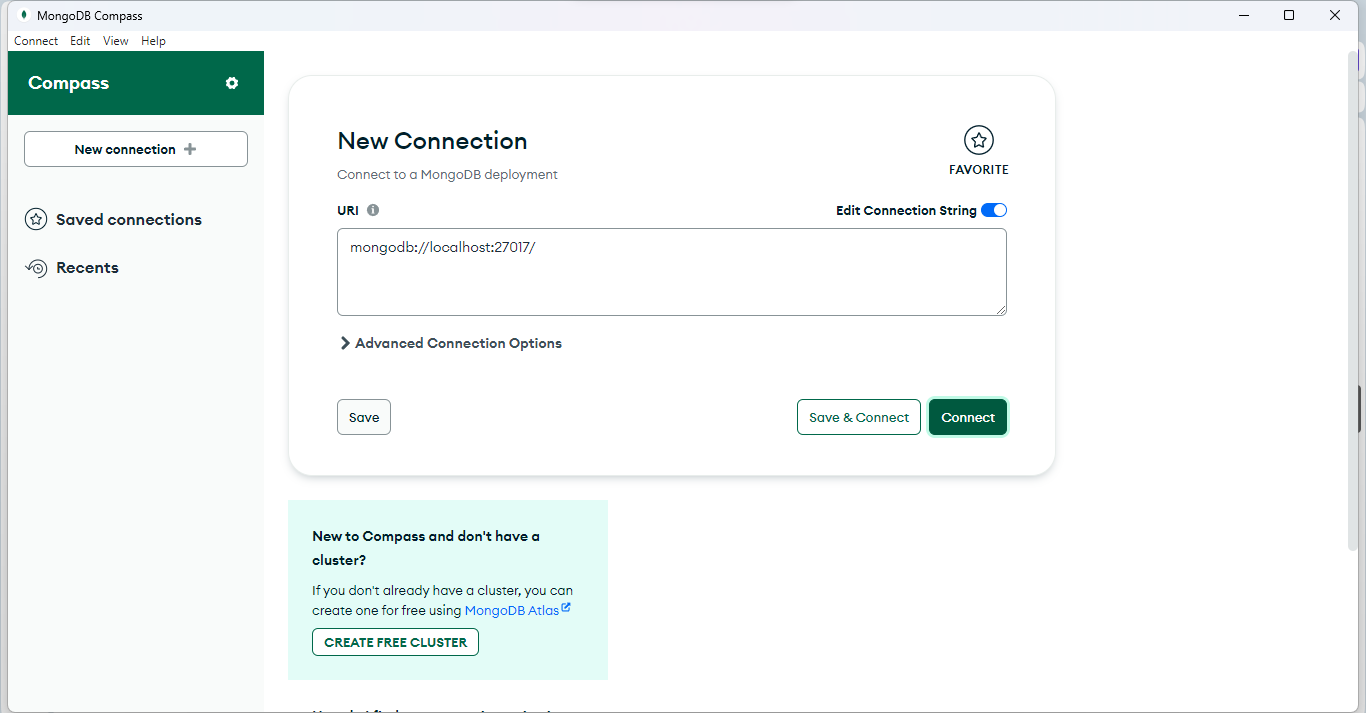 MongoDB Compass
Connect Edit View Help
Compass
New connection
Saved connections
Recents
New Connection
Connect to a MongoDB deployment
FAVORITE
URI
Edit Connection String
mongodb://localhost:27017/
Advanced Connection Options
Save
Save & Connect
Connect
New to Compass and don't have a
cluster?
If you don't already have a cluster, you can
create one for free using MongoDB Atlas
CREATE FREE CLUSTER